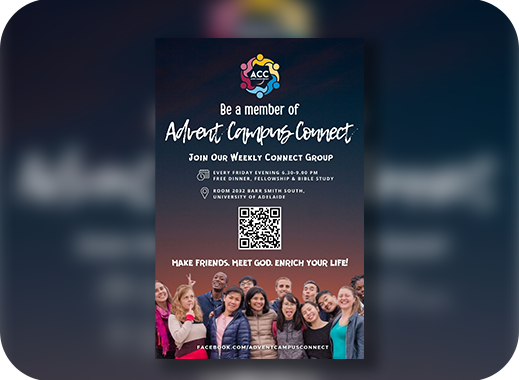 ACC
Be a member of
Advent Campus Connect
Join Our Weekly Connect Group
EVERY FRIDAY EVENING 6.30-9.00 PM
FREE DINNER, FELLOWSHIP & BIBLE STUDY
ROOM 2032 BARR SMITH SOUTH,
UNIVERSITY OF ADELAIDE
MAKE FRIENDS. MEET GOD. ENRICH YOUR LIFE!
FACEBOOK.COM/ADVENTCAMPUSCONNECT